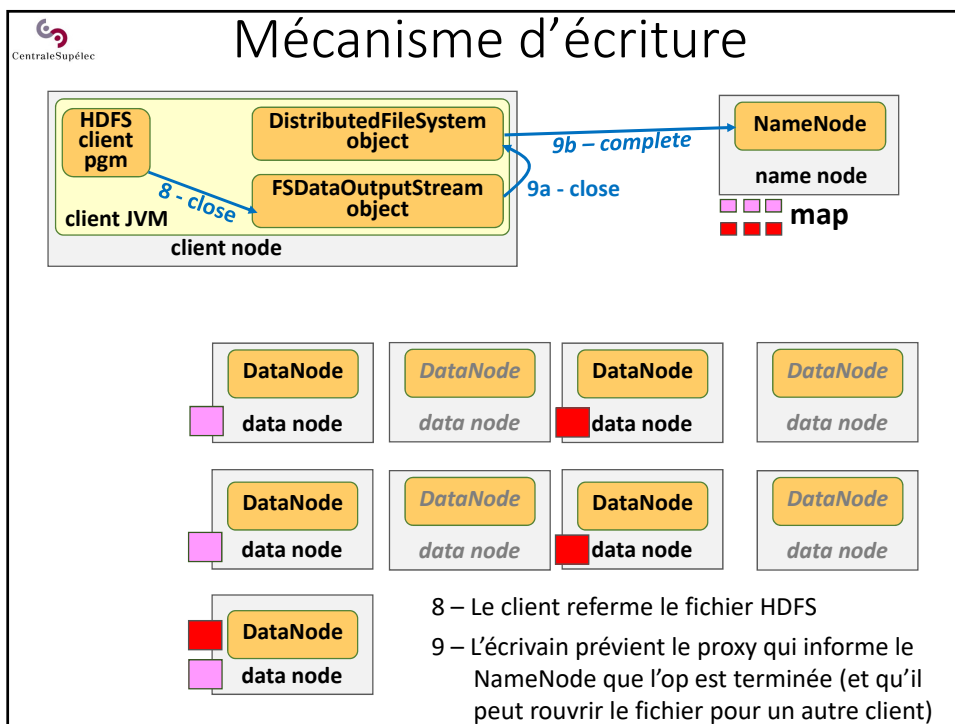 CentraleSupélec
Mécanisme d’écriture
HDFS
client
pgm
DistributedFileSystem
object
9b – complete
NameNode
8 - close
FSDataOutputStream
object
9a - close
name node
client JVM
map
client node
DataNode
data node
DataNode
data node
DataNode
data node
DataNode
data node
DataNode
data node
DataNode
data node
DataNode
data node
DataNode
data node
DataNode
data node
8 – Le client referme le fichier HDFS
9 – L’écrivain prévient le proxy qui informe le
NameNode que l’op est terminée (et qu’il
peut rouvrir le fichier pour un autre client)